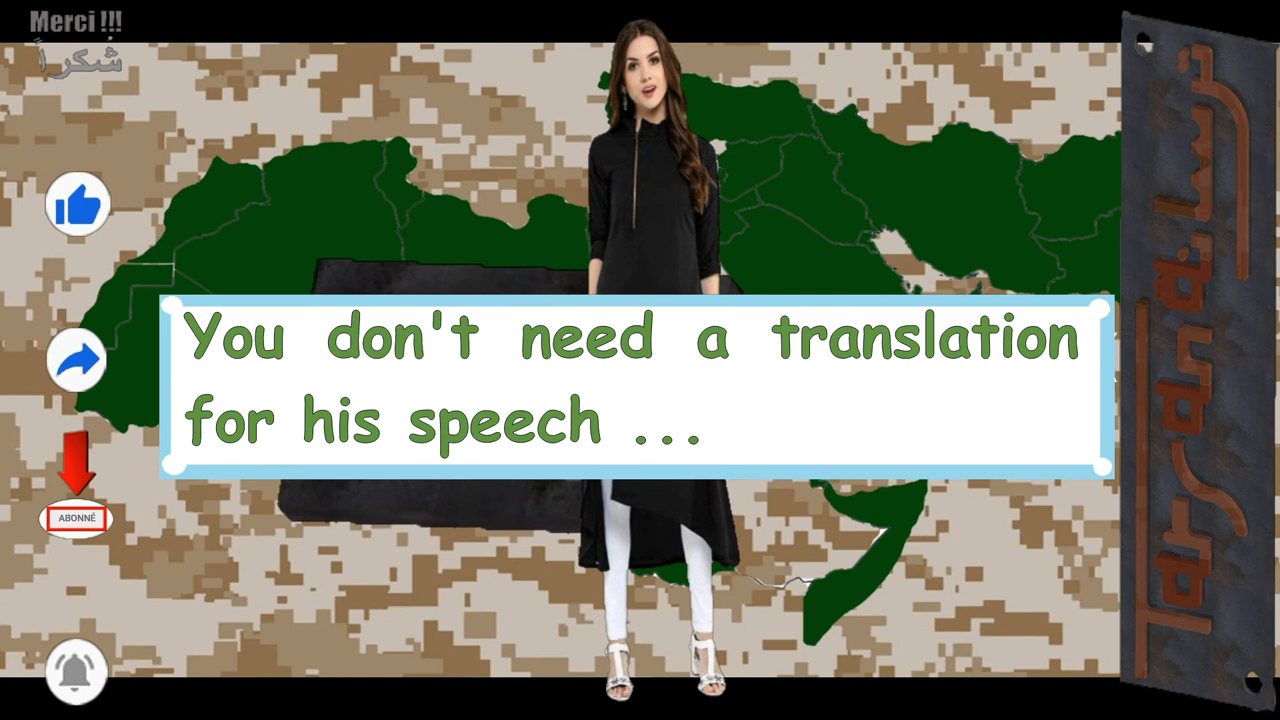 Merci !!!
شكراً
You don't need a translation
for his speech ...
ABONNÉ